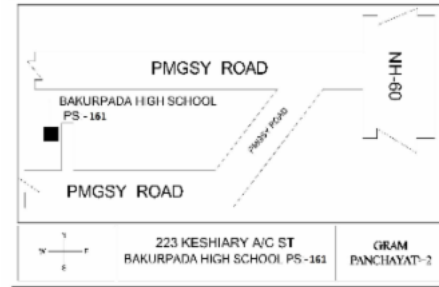 PMGSY ROAD
NH-60
BAKURPADA HIGH SCHOOL
PS - 161
PMGSY ROAD
PMGSY ROAD
N
W E
S
223 KESHIARY A/C ST
BAKURPADA HIGH SCHOOL PS -161
GRAM
PANCHAYAT-2